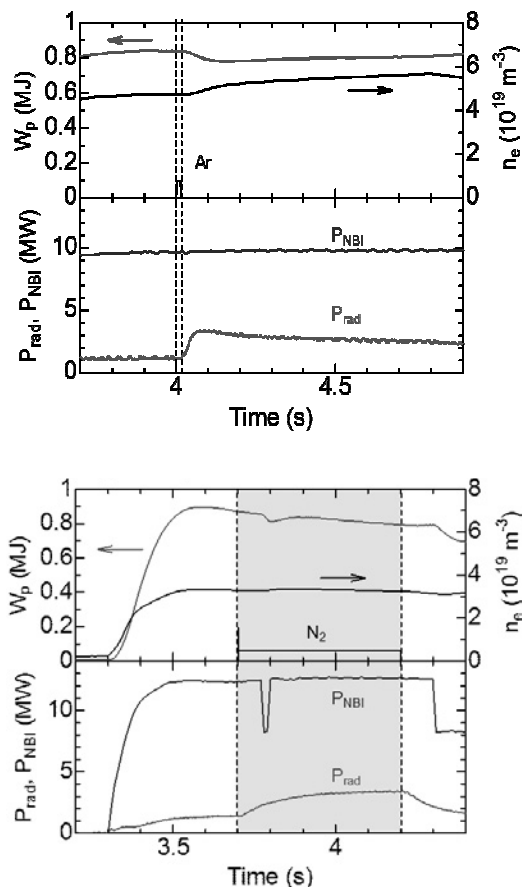 1
8
0.8
6
0.6
4
0.4
2
0.2
0
0
Wp (MJ)
ne (10^19 m^-3)
Ar
10
5
0
Prad, PNBI (MW)
PNBI
Prad
4
4.5
Time (s)
1
8
0.8
6
0.6
4
0.4
2
0.2
0
0
Wp (MJ)
ne (10^19 m^-3)
N2
10
5
0
Prad, PNBI (MW)
PNBI
Prad
3.5
4
Time (s)